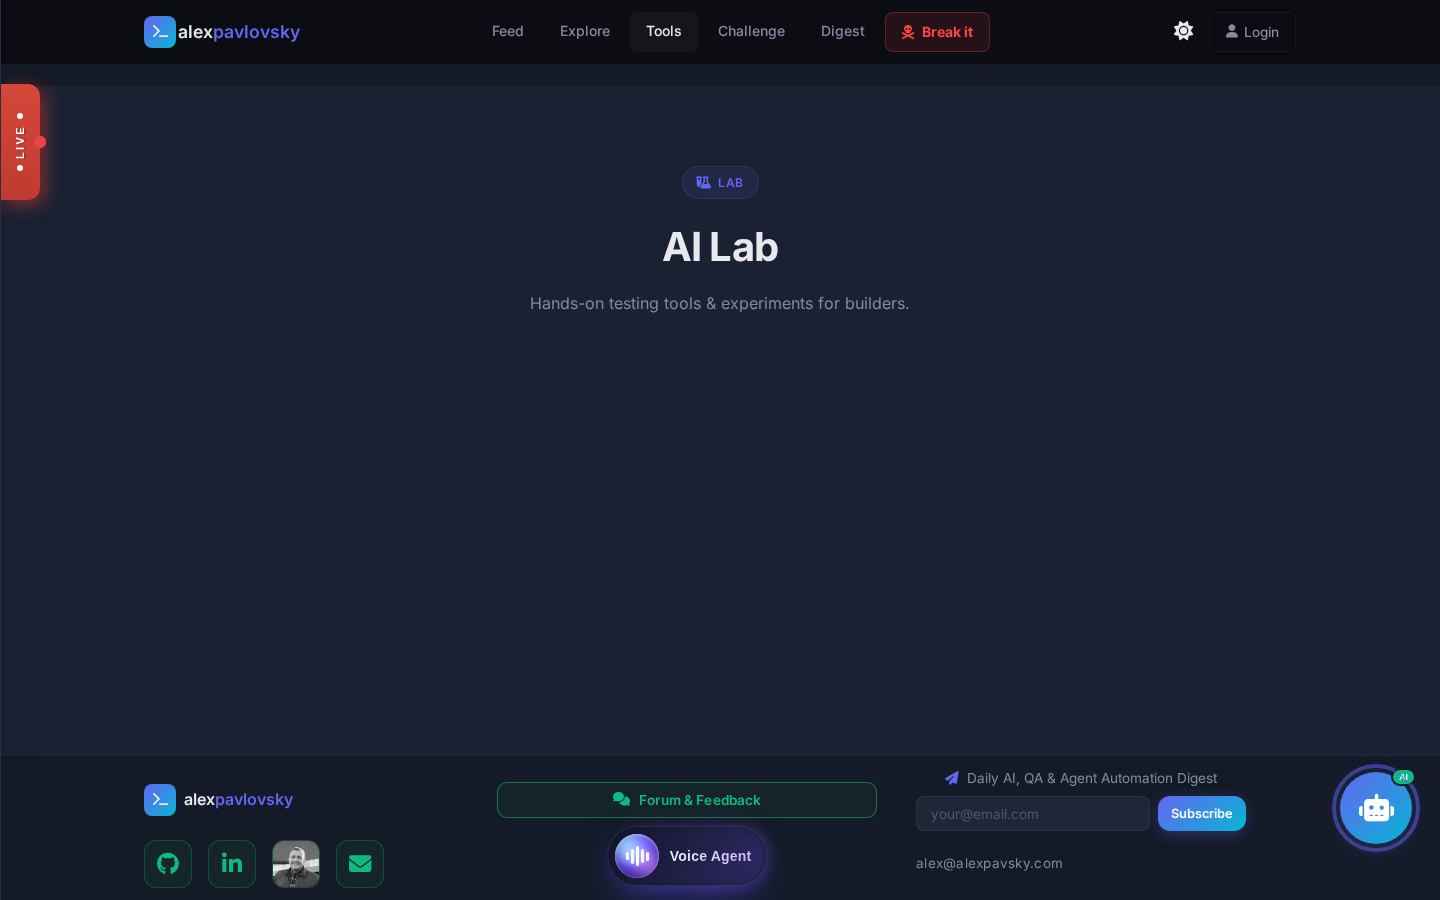 alexpavlovsky
Feed
Explore
Tools
Challenge
Digest
Break it
Login
LIVE
LAB
AI Lab
Hands-on testing tools & experiments for builders.
alexpavlovsky
Forum & Feedback
Voice Agent
Daily AI, QA & Agent Automation Digest
your@email.com
Subscribe
alex@alexpavsky.com
AI